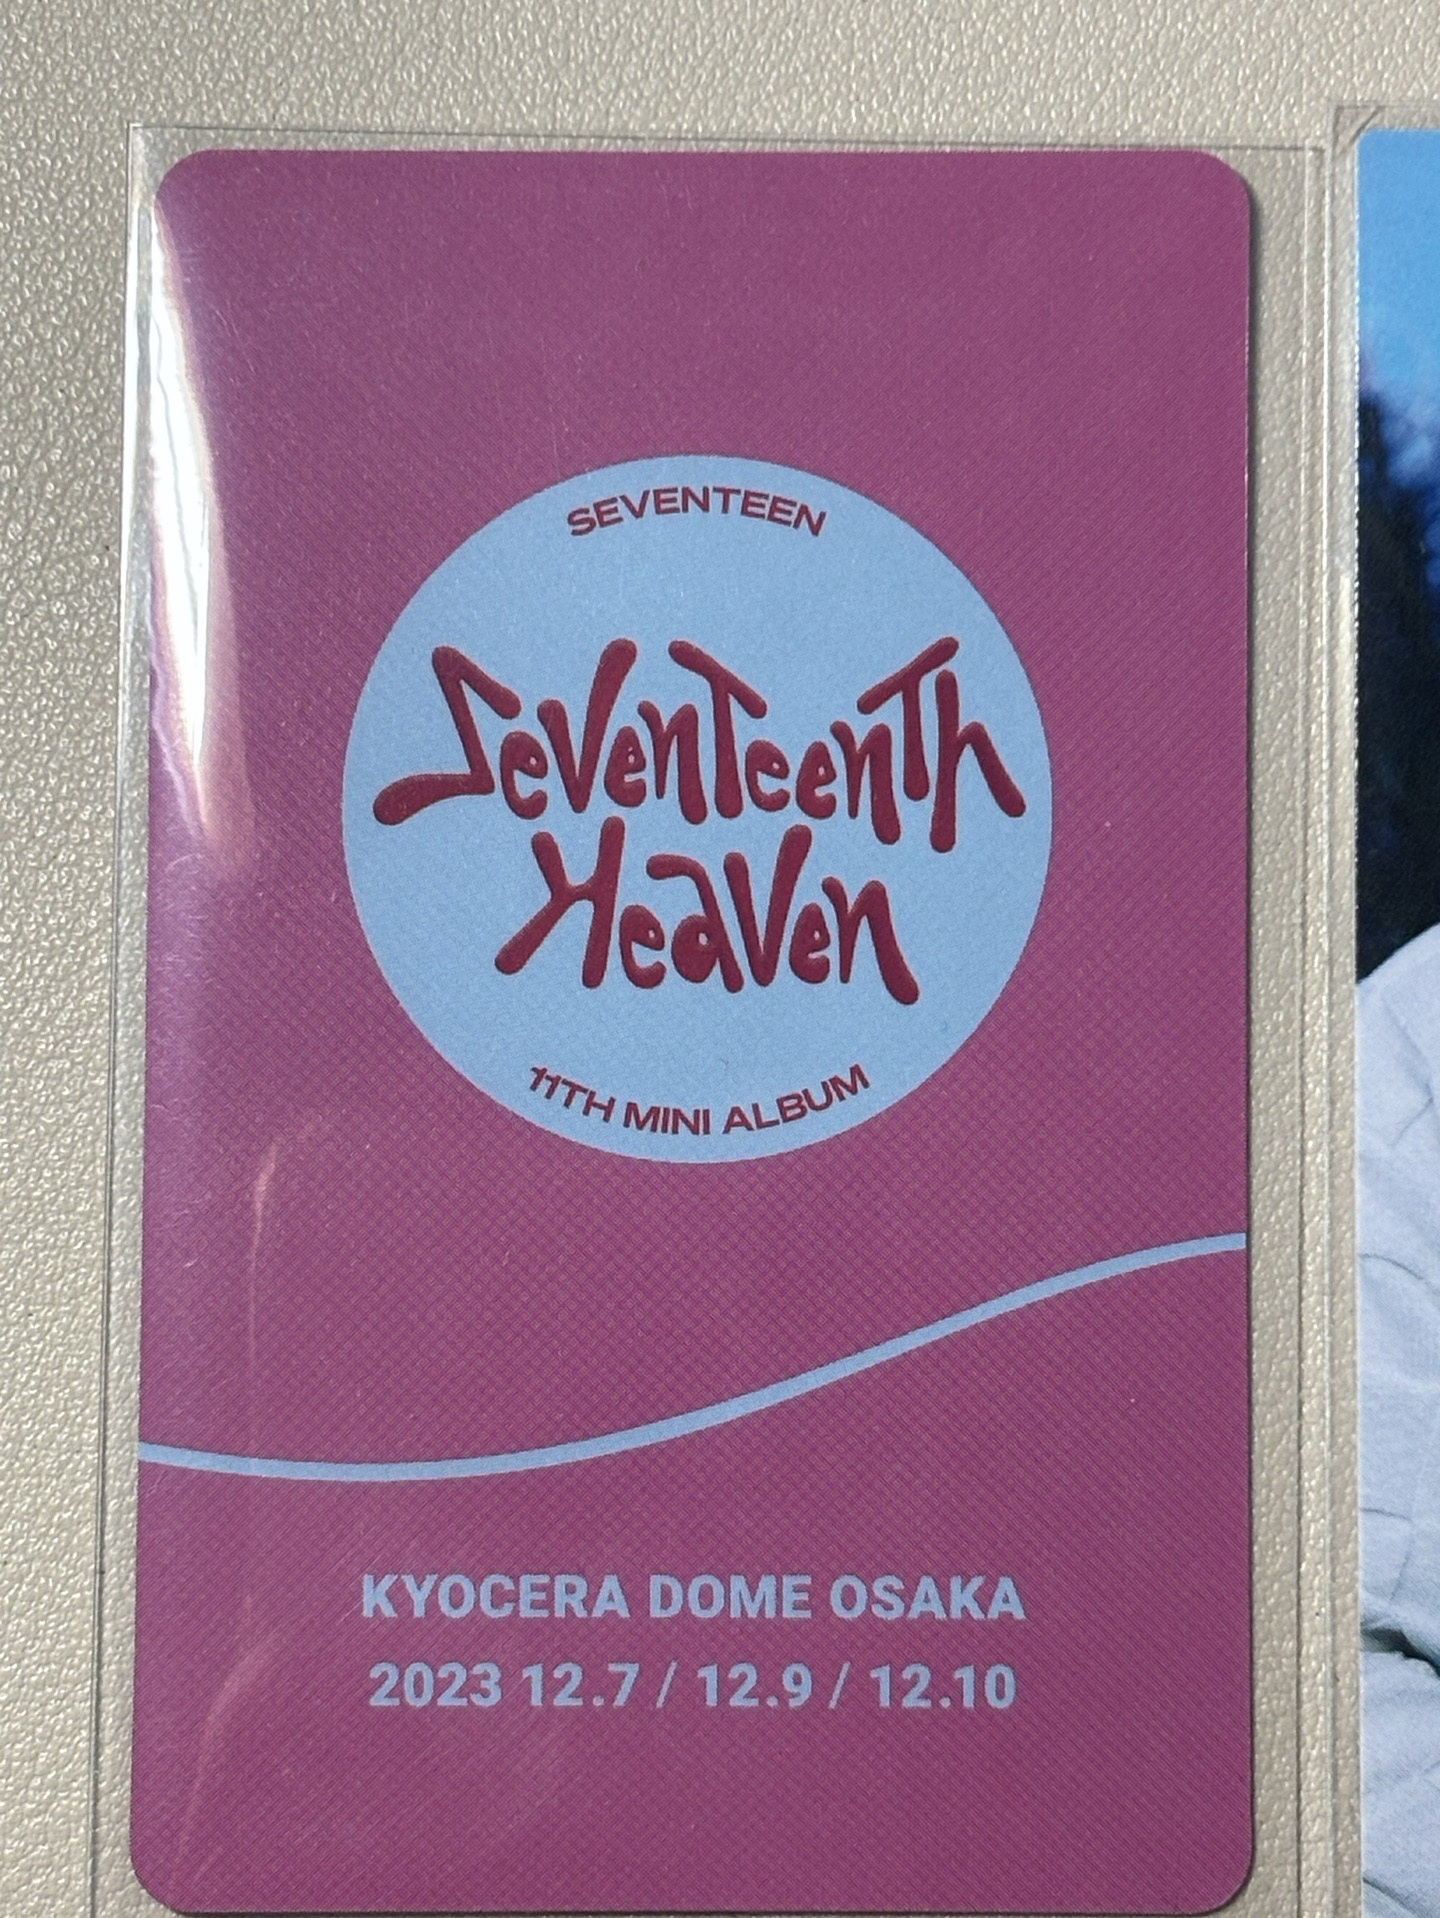 SEVENTEEN
SEVENTEENTH
HEAVEN
11TH MINI ALBUM
KYOCERA DOME OSAKA
2023 12.7 / 12.9 / 12.10